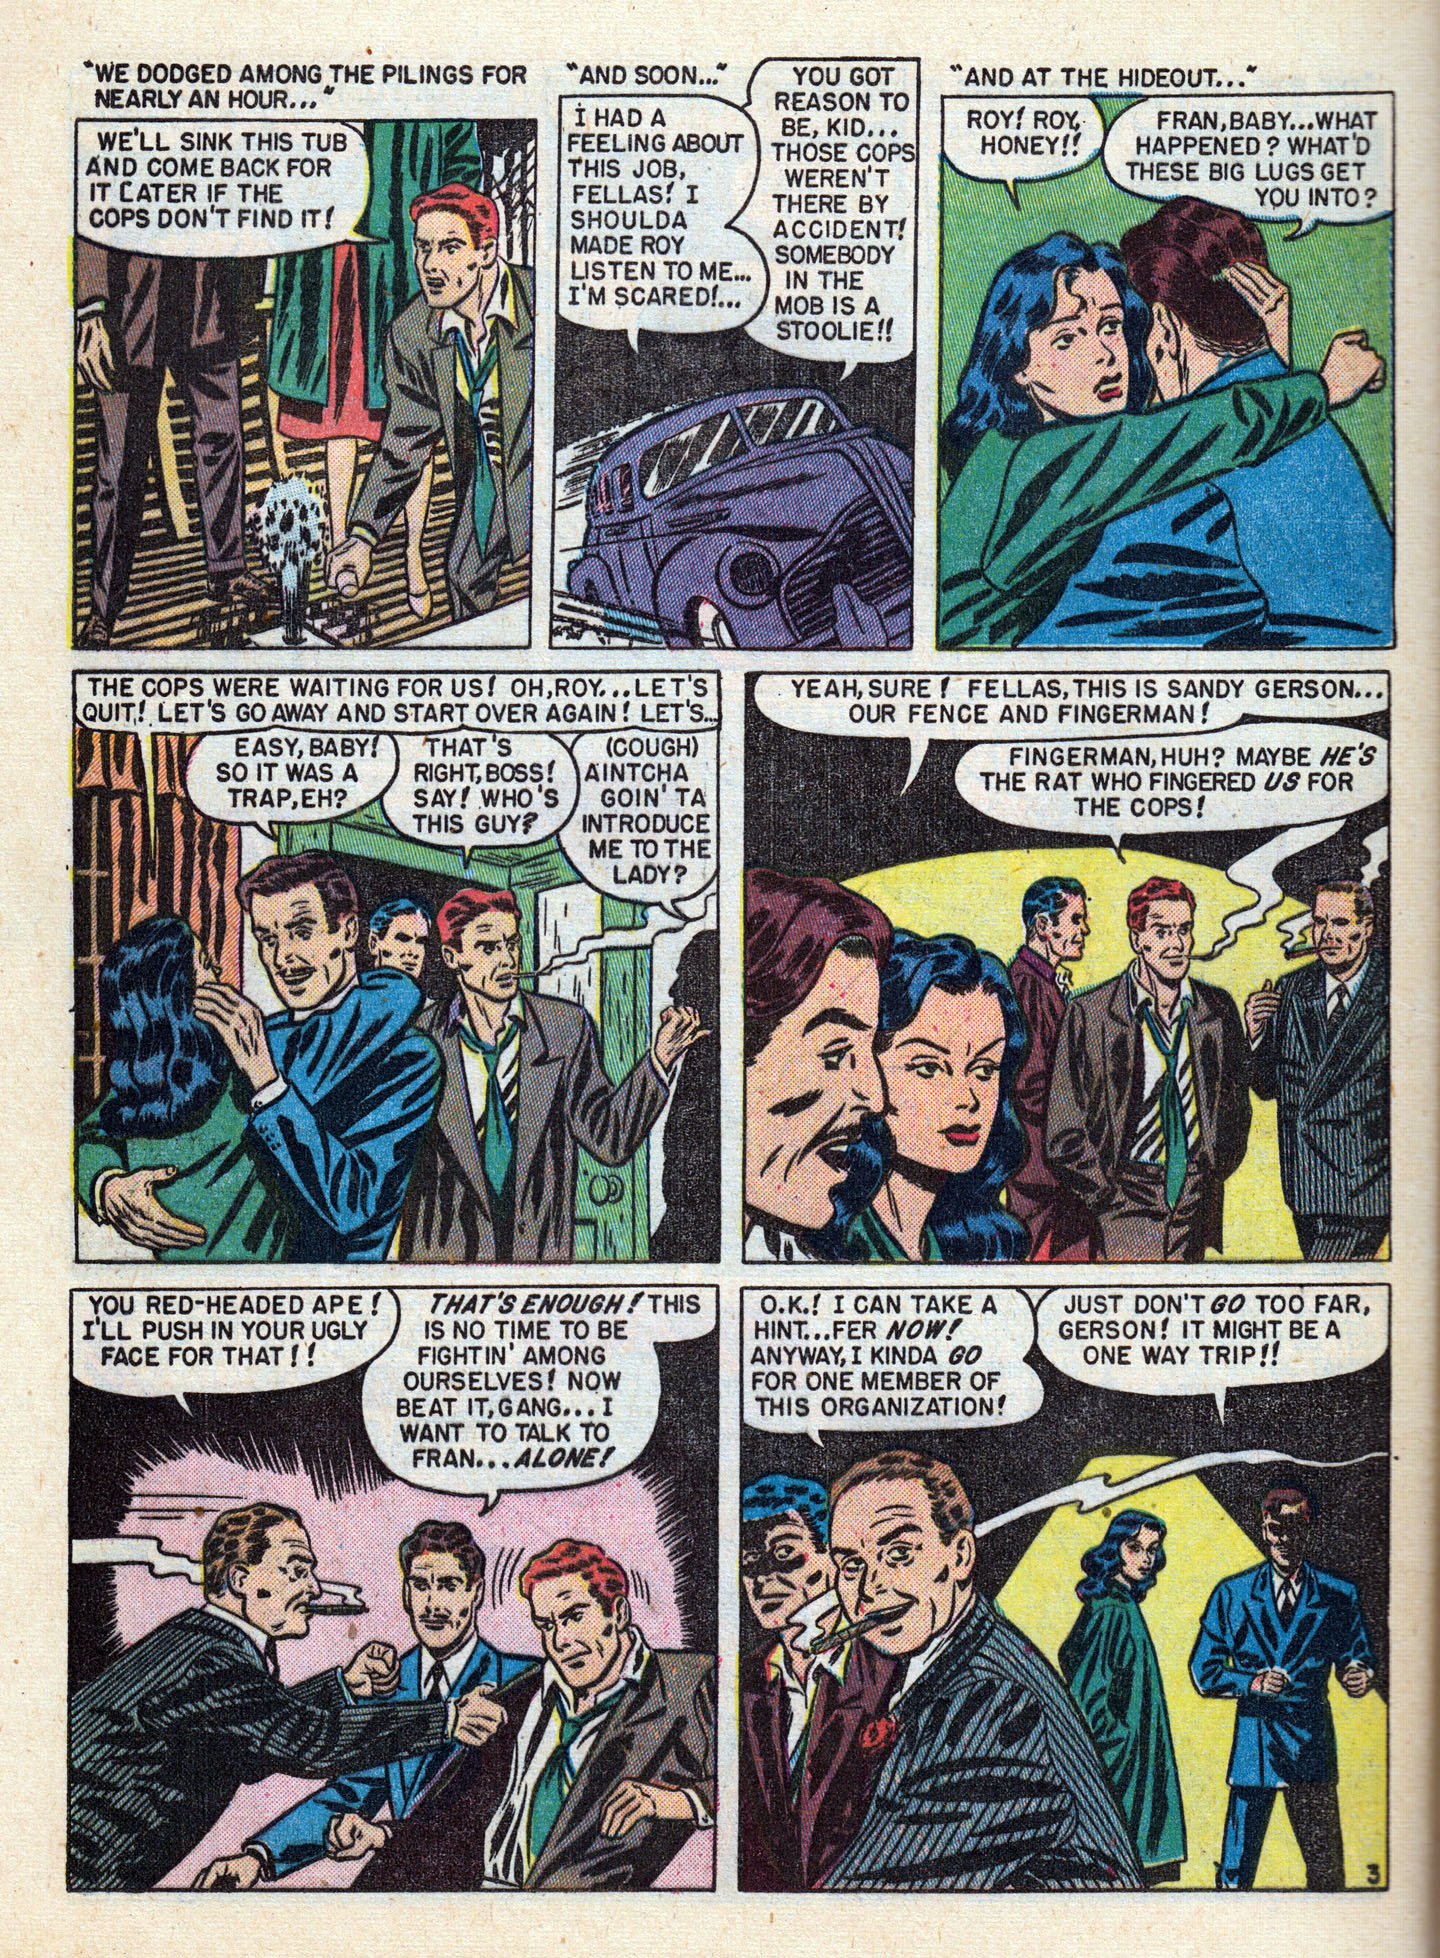 "WE DODGED AMONG THE PILINGS FOR
NEARLY AN HOUR..."
WE'LL SINK THIS TUB
AND COME BACK FOR
IT LATER IF THE
COPS DON'T FIND IT!
"AND SOON..."
I HAD A
FEELING ABOUT
THIS JOB,
FELLAS! I
SHOULDA
MADE ROY
LISTEN TO ME...
I'M SCARED!...
YOU GOT
REASON TO
BE, KID...
THOSE COPS
WEREN'T
THERE BY
ACCIDENT!
SOMEBODY
IN THE
MOB IS A
STOOLIE!!
"AND AT THE HIDEOUT..."
ROY! ROY,
HONEY!!
FRAN, BABY...WHAT
HAPPENED? WHAT'D
THESE BIG LUGS GET
YOU INTO?
THE COPS WERE WAITING FOR US! OH, ROY...LET'S
QUIT! LET'S GO AWAY AND START OVER AGAIN! LET'S...
EASY, BABY!
SO IT WAS A
TRAP, EH?
THAT'S
RIGHT, BOSS!
SAY! WHO'S
THIS GUY?
(COUGH)
AINTCHA
GOIN' TA
INTRODUCE
ME TO THE
LADY?
YEAH, SURE! FELLAS, THIS IS SANDY GERSON...
OUR FENCE AND FINGERMAN!
FINGERMAN, HUH? MAYBE HE'S
THE RAT WHO FINGERED US FOR
THE COPS!
YOU RED-HEADED APE!
I'LL PUSH IN YOUR UGLY
FACE FOR THAT!!
THAT'S ENOUGH! THIS
IS NO TIME TO BE
FIGHTIN' AMONG
OURSELVES! NOW
BEAT IT, GANG...I
WANT TO TALK TO
FRAN...ALONE!
O.K.! I CAN TAKE A
HINT...FER NOW!
ANYWAY, I KINDA GO
FOR ONE MEMBER OF
THIS ORGANIZATION!
JUST DON'T GO TOO FAR,
GERSON! IT MIGHT BE A
ONE WAY TRIP!!
3